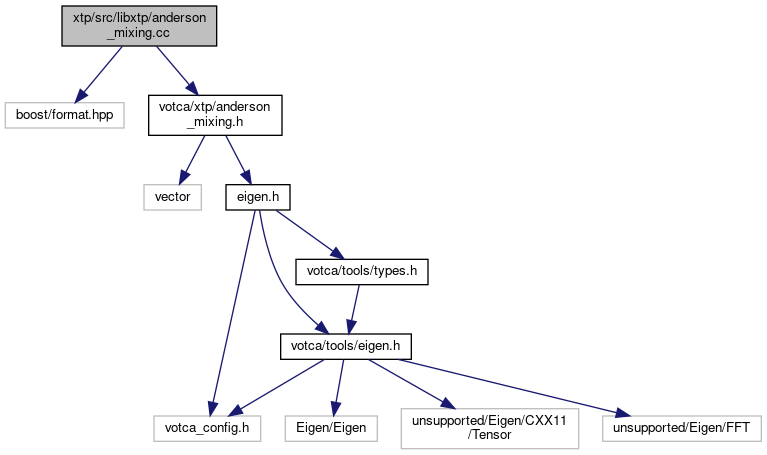 xtp/src/libxtp/anderson
_mixing.cc
boost/format.hpp
votca/xtp/anderson
_mixing.h
vector
eigen.h
votca/tools/types.h
votca/tools/eigen.h
votca_config.h
Eigen/Eigen
unsupported/Eigen/CXX11
/Tensor
unsupported/Eigen/FFT